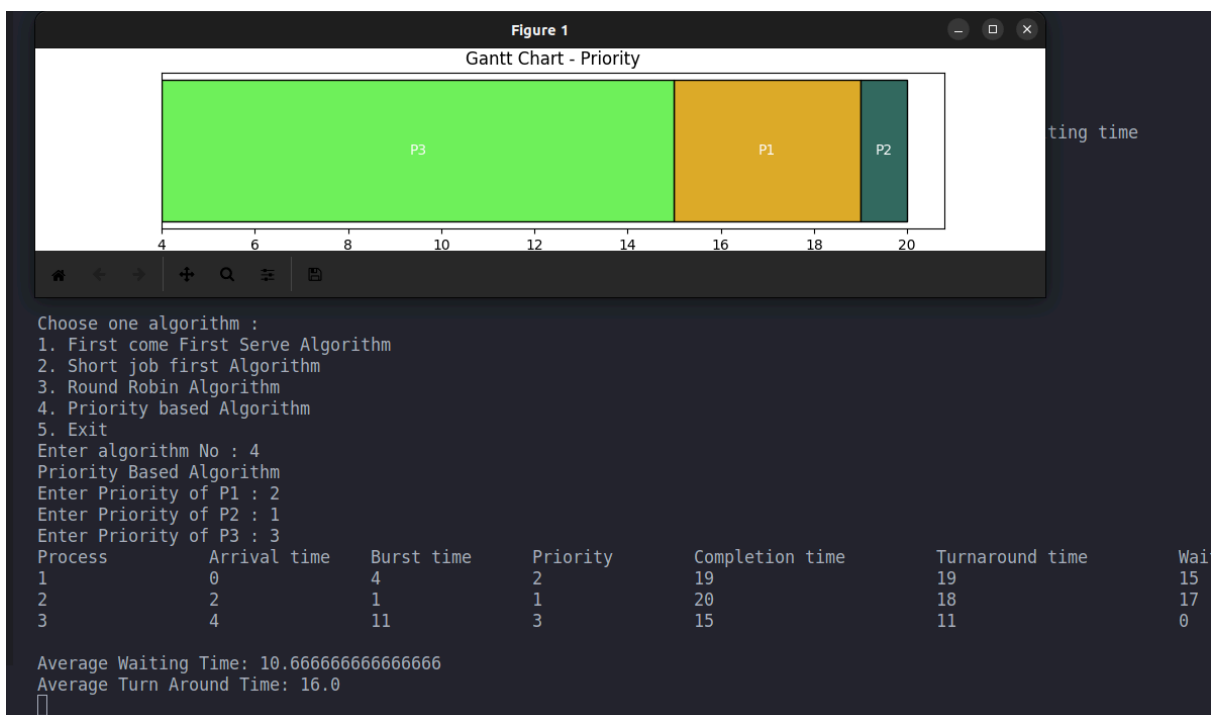 Figure 1
Gantt Chart - Priority
P3 P1 P2
4 6 8 10 12 14 16 18 20
ting time
Choose one algorithm :
1. First come First Serve Algorithm
2. Short job first Algorithm
3. Round Robin Algorithm
4. Priority based Algorithm
5. Exit
Enter algorithm No : 4
Priority Based Algorithm
Enter Priority of P1 : 2
Enter Priority of P2 : 1
Enter Priority of P3 : 3
Process Arrival time Burst time Priority Completion time Turnaround time Wai
1 0 4 2 19 19 15
2 2 1 1 20 18 17
3 4 11 3 15 11 0
Average Waiting Time: 10.666666666666666
Average Turn Around Time: 16.0